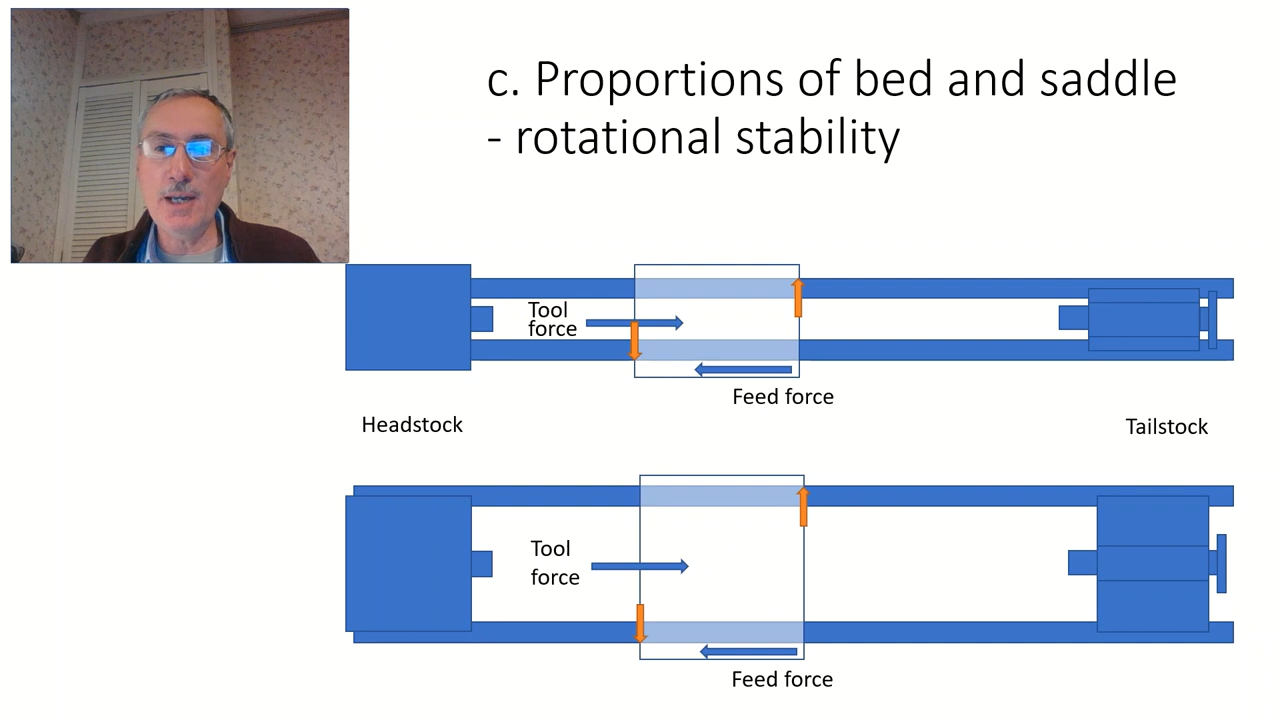 c. Proportions of bed and saddle
- rotational stability
Tool
force
Feed force
Headstock
Tailstock
Tool
force
Feed force